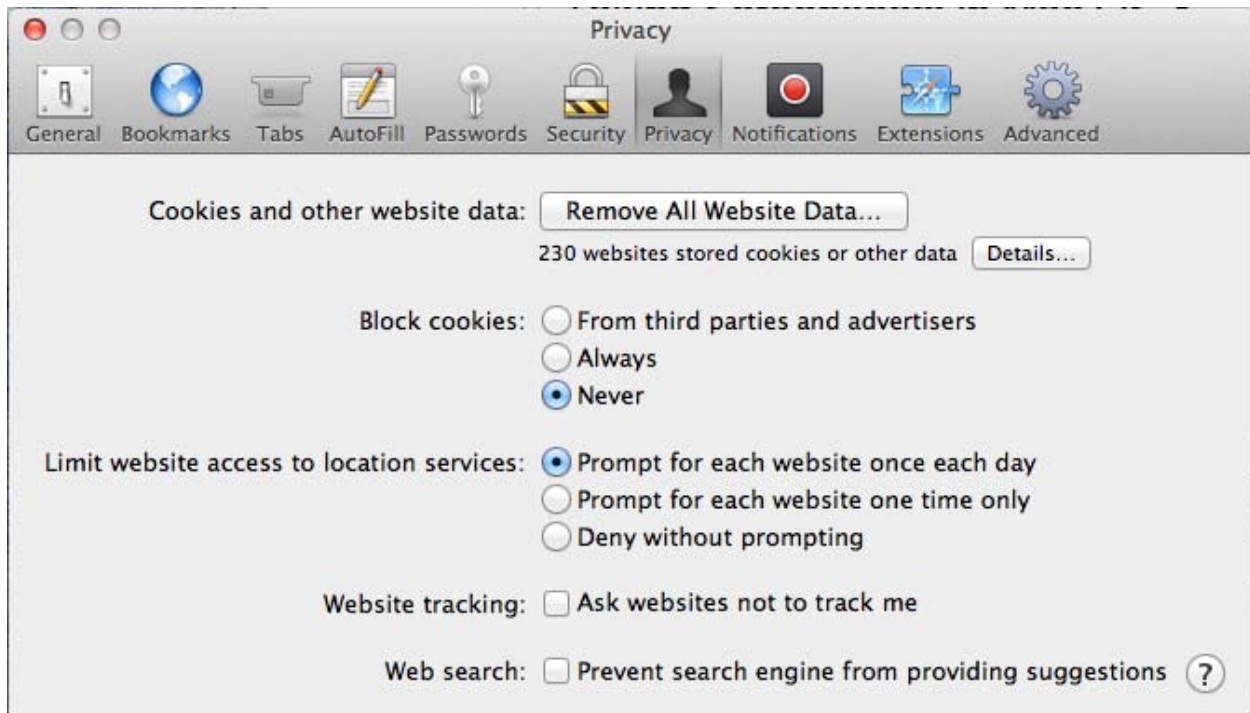 Privacy
General Bookmarks Tabs AutoFill Passwords Security Privacy Notifications Extensions Advanced
Cookies and other website data: Remove All Website Data...
230 websites stored cookies or other data Details...
Block cookies: From third parties and advertisers
Always
Never
Limit website access to location services: Prompt for each website once each day
Prompt for each website one time only
Deny without prompting
Website tracking: Ask websites not to track me
Web search: Prevent search engine from providing suggestions ?